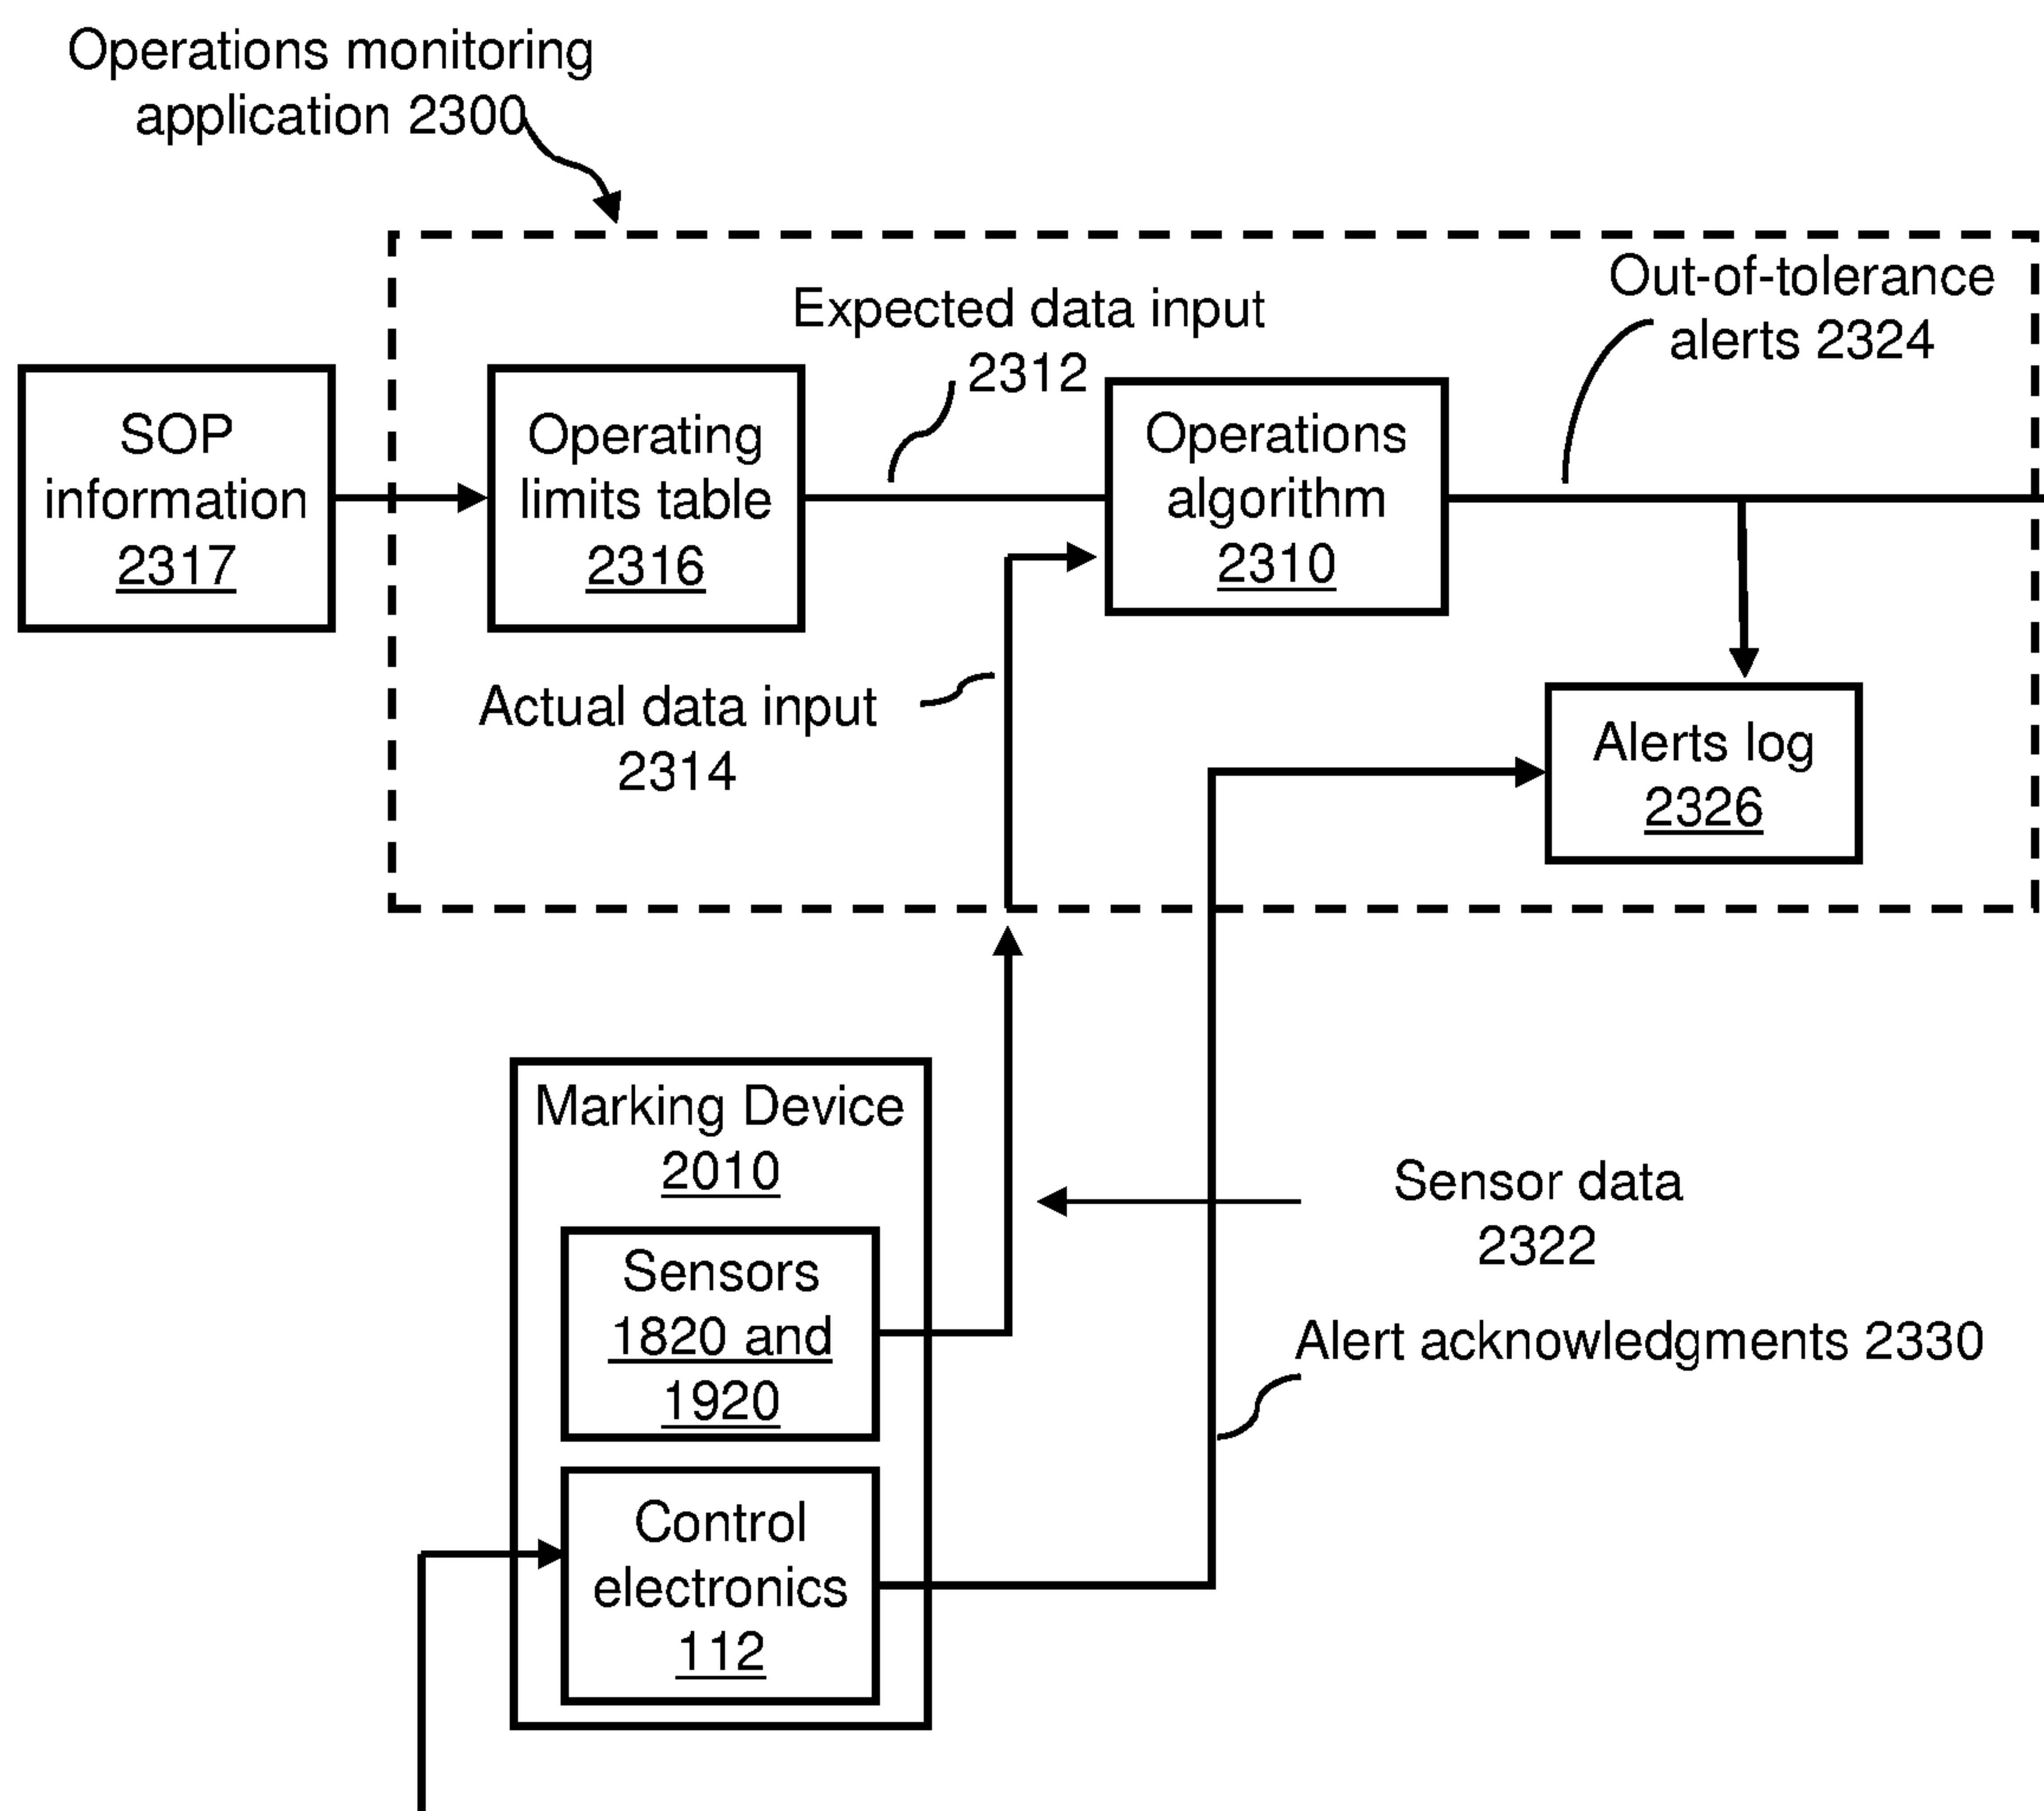 Operations monitoring
application 2300
Out-of-tolerance
alerts 2324
Expected data input
2312
SOP
information
2317
Operating
limits table
2316
Operations
algorithm
2310
Actual data input
2314
Alerts log
2326
Marking Device
2010
Sensors
1820 and
1920
Sensor data
2322
Alert acknowledgments 2330
Control
electronics
112